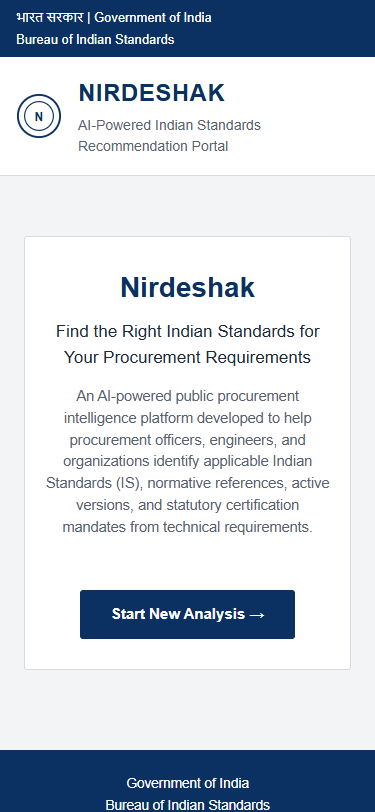 भारत सरकार | Government of India
Bureau of Indian Standards
N
NIRDESHAK
AI-Powered Indian Standards
Recommendation Portal
Nirdeshak
Find the Right Indian Standards for
Your Procurement Requirements
An AI-powered public procurement
intelligence platform developed to help
procurement officers, engineers, and
organizations identify applicable Indian
Standards (IS), normative references, active
versions, and statutory certification
mandates from technical requirements.
Start New Analysis →
Government of India
Bureau of Indian Standards